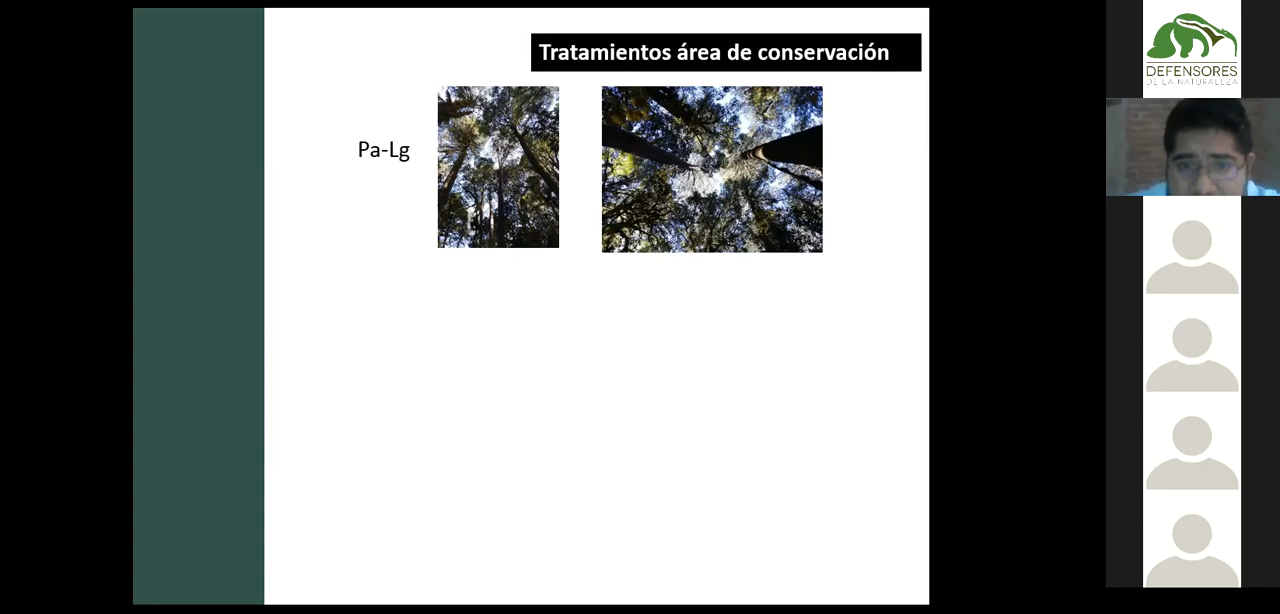 Tratamientos área de conservación
Pa-Lg
DEFENSORES
DE LA NATURALEZA